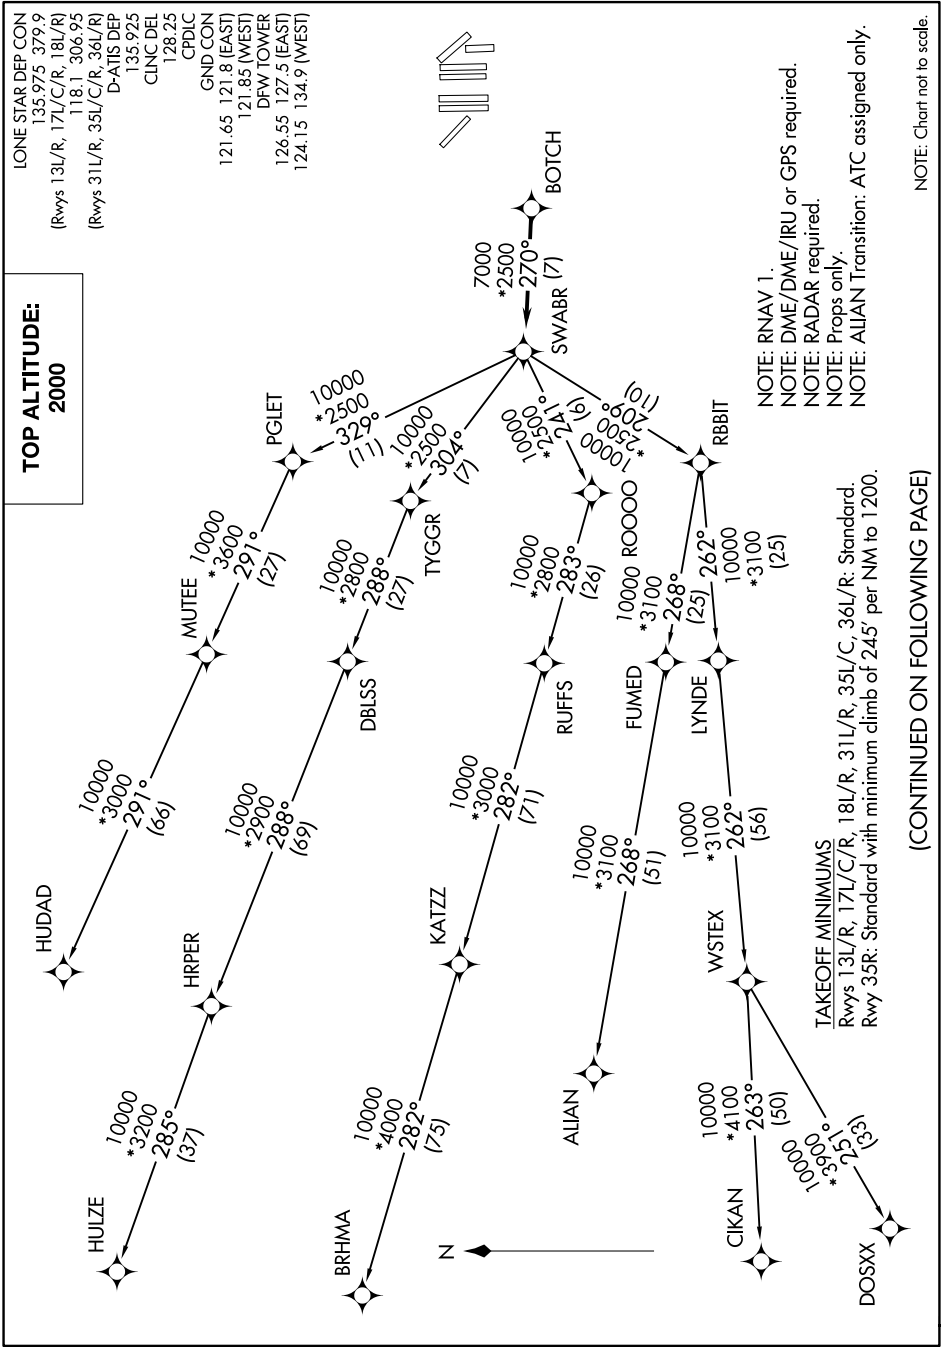 LONE STAR DEP CON
135.975 379.9
(Rwys 13L/R, 17L/C/R, 18L/R)
118.1 306.95
(Rwys 31L/R, 35L/C/R, 36L/R)
D-ATIS DEP
135.925
CLNC DEL
128.25
CPDLC
GND CON
121.65 121.8 (EAST)
121.85 (WEST)
DFW TOWER
126.55 127.5 (EAST)
124.15 134.9 (WEST)
TOP ALTITUDE:
2000
BOTCH
7000
*2500
270°
(7)
SWABR
10000
*2500
329°
(11)
PGLET
10000
*3600
291°
(27)
MUTEE
10000
*3000
291°
(66)
HUDAD
10000
*2500
304°
(7)
TYGGR
10000
*2800
288°
(27)
DBLSS
10000
*2900
288°
(69)
HRPER
10000
*3200
285°
(37)
HULZE
10000
*2500
241°
(6)
ROOOO
10000
*2800
283°
(26)
RUFFS
10000
*3000
282°
(71)
KATZZ
10000
*4000
282°
(75)
BRHMA
10000
*2500
209°
(10)
RBBIT
10000
*3100
268°
(25)
FUMED
10000
*3100
268°
(51)
ALIAN
262°
10000
*3100
(25)
LYNDE
10000
*3100
262°
(56)
WSTEX
10000
*4100
263°
(50)
CIKAN
10000
*3900
251°
(33)
DOSXX
N
NOTE: RNAV 1.
NOTE: DME/DME/IRU or GPS required.
NOTE: RADAR required.
NOTE: Props only.
NOTE: ALIAN Transition: ATC assigned only.
TAKEOFF MINIMUMS
Rwys 13L/R, 17L/C/R, 18L/R, 31L/R, 35L/C, 36L/R: Standard.
Rwy 35R: Standard with minimum climb of 245' per NM to 1200.
(CONTINUED ON FOLLOWING PAGE)
NOTE: Chart not to scale.